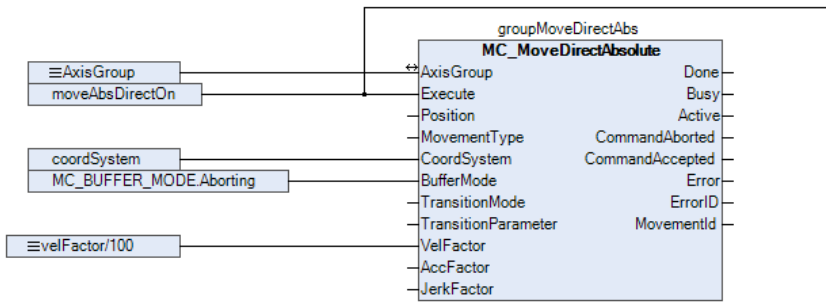 groupMoveDirectAbs
MC_MoveDirectAbsolute
AxisGroup AxisGroup Done
moveAbsDirectOn Execute Busy
Position Active
MovementType CommandAborted
coordSystem CoordSystem CommandAccepted
MC_BUFFER_MODE.Aborting BufferMode Error
TransitionMode ErrorID
TransitionParameter MovementId
velFactor/100 VelFactor
AccFactor
JerkFactor